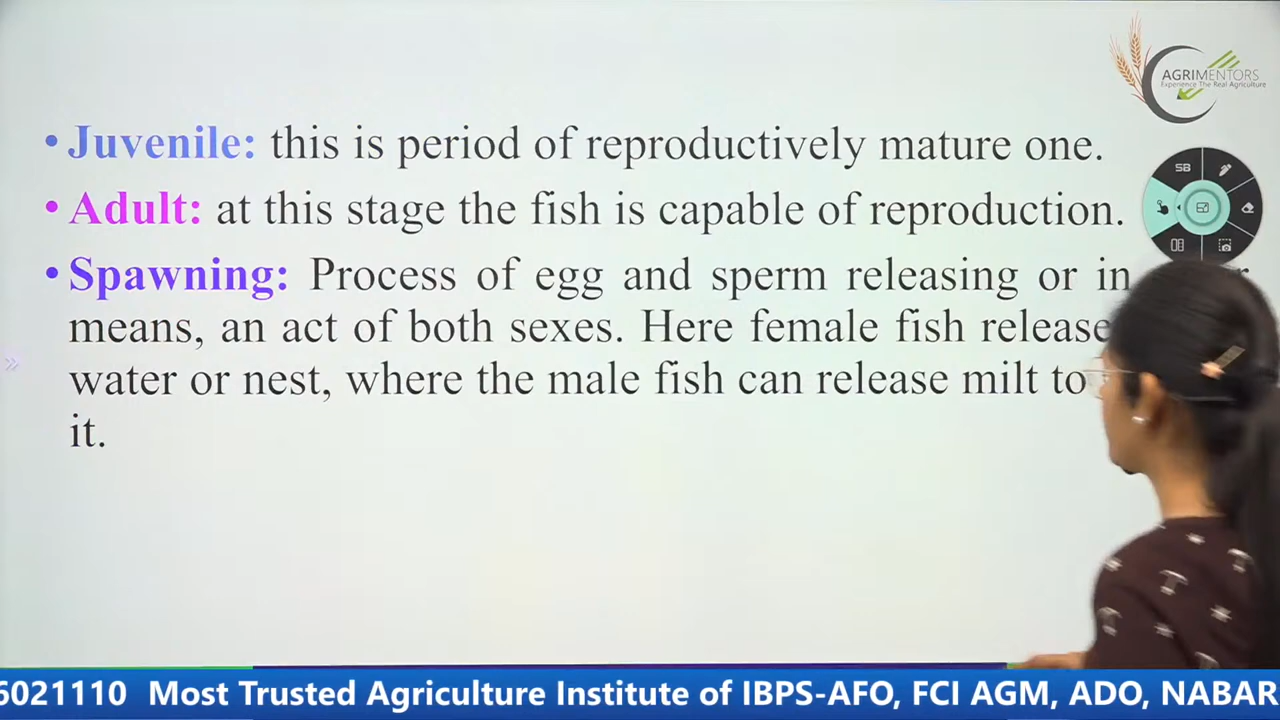 AGRIMENTORS
Experience The Real Agriculture
• Juvenile: this is period of reproductively mature one.
SB
• Adult: at this stage the fish is capable of reproduction.
• Spawning: Process of egg and sperm releasing or in
means, an act of both sexes. Here female fish release
water or nest, where the male fish can release milt to
it.
6021110 Most Trusted Agriculture Institute of IBPS-AFO, FCI AGM, ADO, NABAR